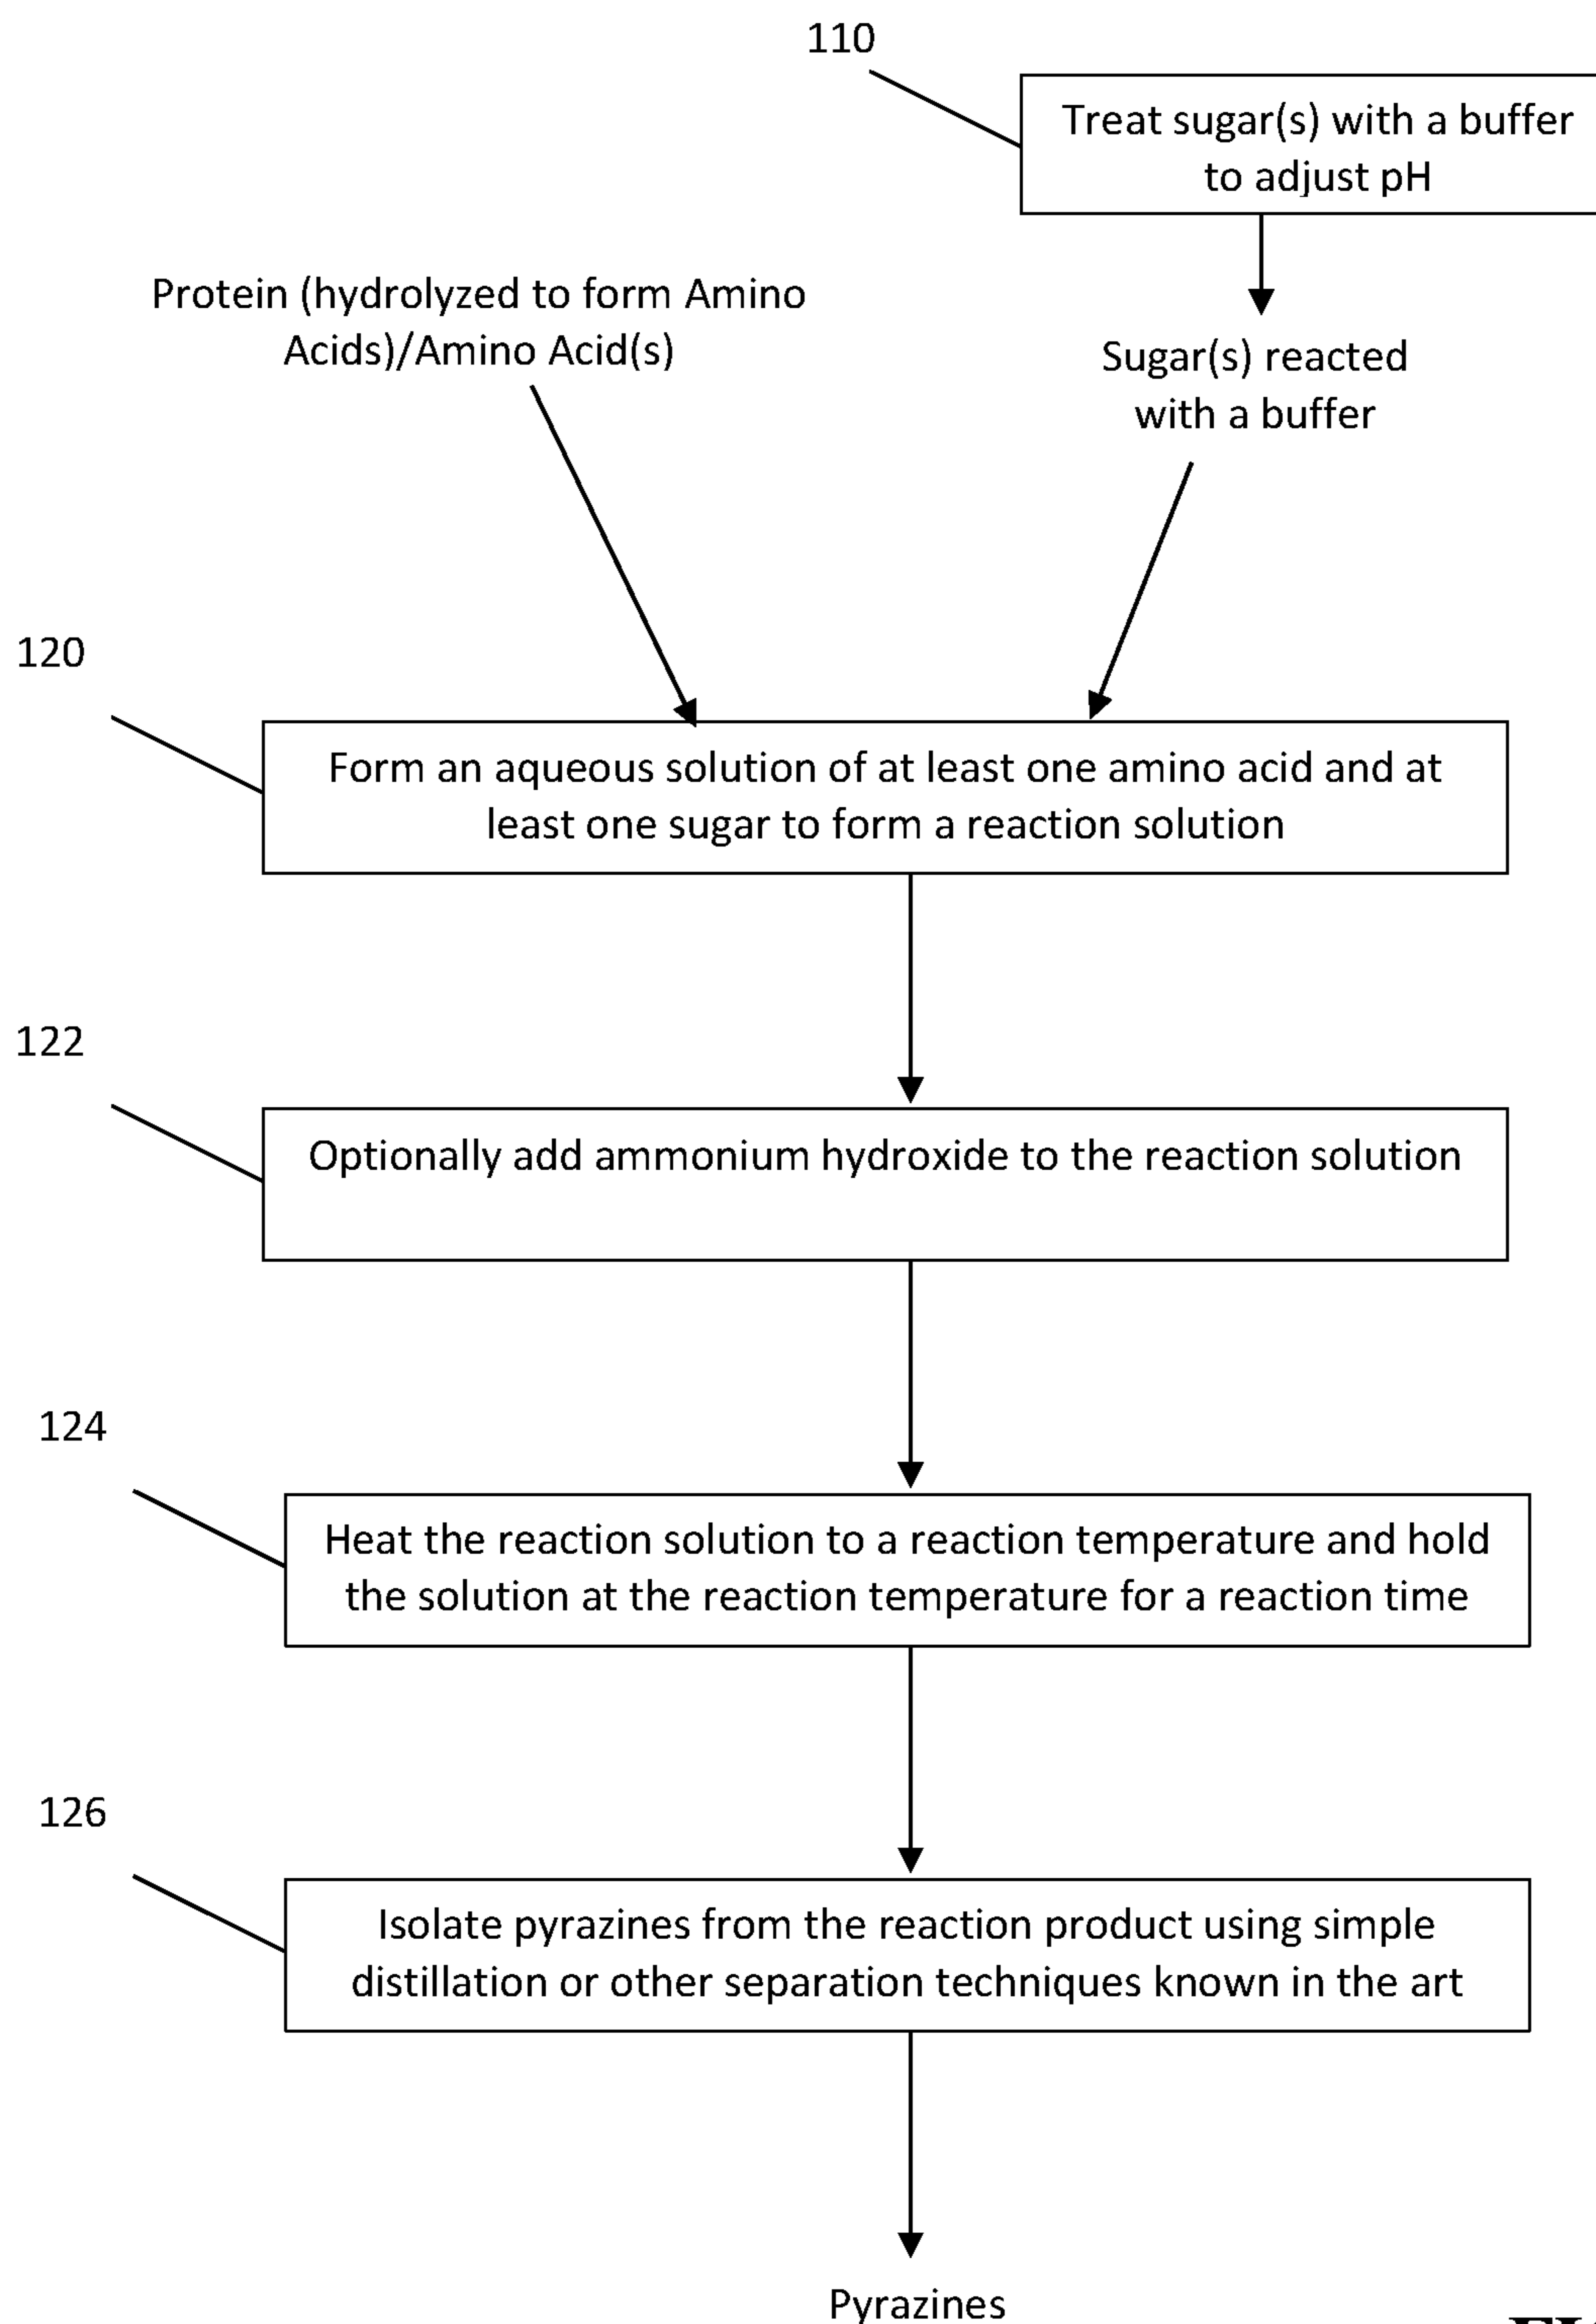 110
Treat sugar(s) with a buffer
to adjust pH
Protein (hydrolyzed to form Amino
Acids)/Amino Acid(s)
Sugar(s) reacted
with a buffer
120
Form an aqueous solution of at least one amino acid and at
least one sugar to form a reaction solution
122
Optionally add ammonium hydroxide to the reaction solution
124
Heat the reaction solution to a reaction temperature and hold
the solution at the reaction temperature for a reaction time
126
Isolate pyrazines from the reaction product using simple
distillation or other separation techniques known in the art
Pyrazines